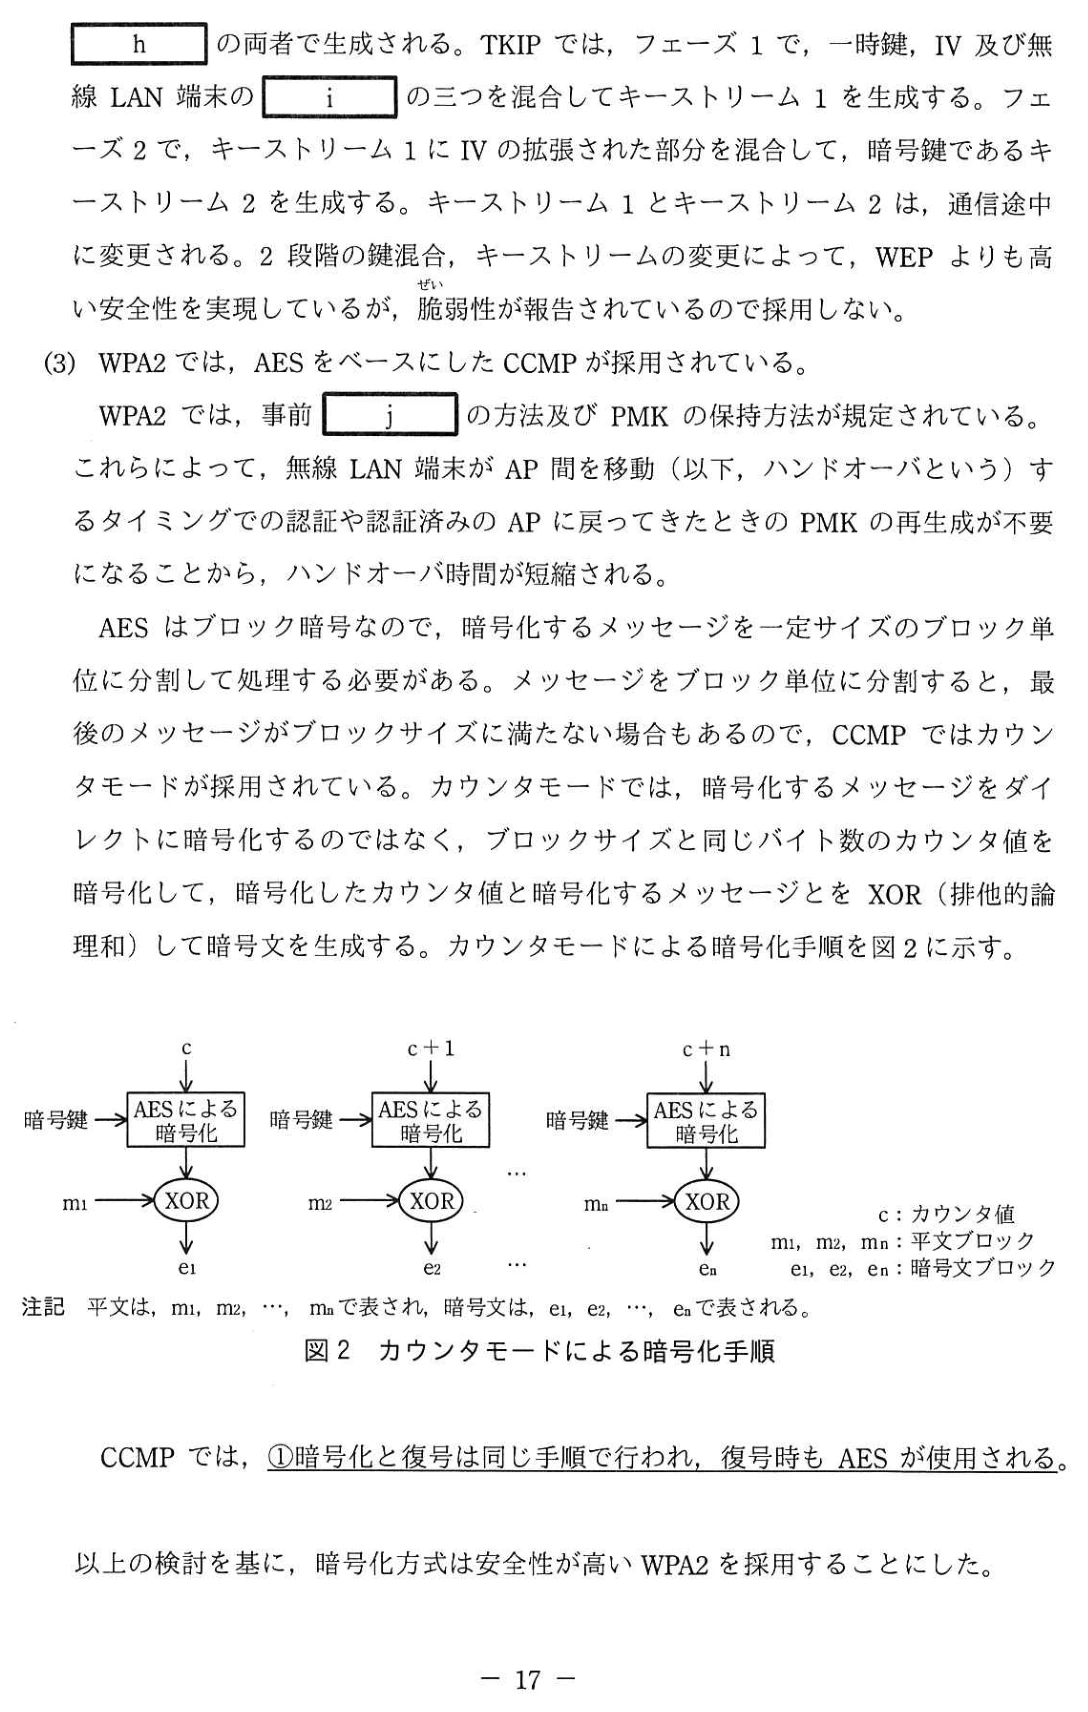 h の両者で生成される。TKIP では，フェーズ 1 で，一時鍵，IV 及び無
線 LAN 端末の i の三つを混合してキーストリーム 1 を生成する。フェ
ーズ 2 で，キーストリーム 1 に IV の拡張された部分を混合して，暗号鍵であるキ
ーストリーム 2 を生成する。キーストリーム 1 とキーストリーム 2 は，通信途中
に変更される。2 段階の鍵混合，キーストリームの変更によって，WEP よりも高
ぜい
い安全性を実現しているが，脆弱性が報告されているので採用しない。
(3) WPA2 では，AES をベースにした CCMP が採用されている。
WPA2 では，事前 j の方法及び PMK の保持方法が規定されている。
これらによって，無線 LAN 端末が AP 間を移動（以下，ハンドオーバという）す
るタイミングでの認証や認証済みの AP に戻ってきたときの PMK の再生成が不要
になることから，ハンドオーバ時間が短縮される。
AES はブロック暗号なので，暗号化するメッセージを一定サイズのブロック単
位に分割して処理する必要がある。メッセージをブロック単位に分割すると，最
後のメッセージがブロックサイズに満たない場合もあるので，CCMP ではカウン
タモードが採用されている。カウンタモードでは，暗号化するメッセージをダイ
レクトに暗号化するのではなく，ブロックサイズと同じバイト数のカウンタ値を
暗号化して，暗号化したカウンタ値と暗号化するメッセージとを XOR（排他的論
理和）して暗号文を生成する。カウンタモードによる暗号化手順を図 2 に示す。
c c＋1 c＋n
暗号鍵 AESによる 暗号鍵 AESによる 暗号鍵 AESによる
暗号化 暗号化 暗号化
…
m1 XOR m2 XOR mn XOR
c：カウンタ値
m1，m2，mn：平文ブロック
e1 e2 … en e1，e2，en：暗号文ブロック
注記 平文は，m1，m2，…，mnで表され，暗号文は，e1，e2，…，enで表される。
図 2 カウンタモードによる暗号化手順
CCMP では，①暗号化と復号は同じ手順で行われ，復号時も AES が使用される。
以上の検討を基に，暗号化方式は安全性が高い WPA2 を採用することにした。
－ 17 －